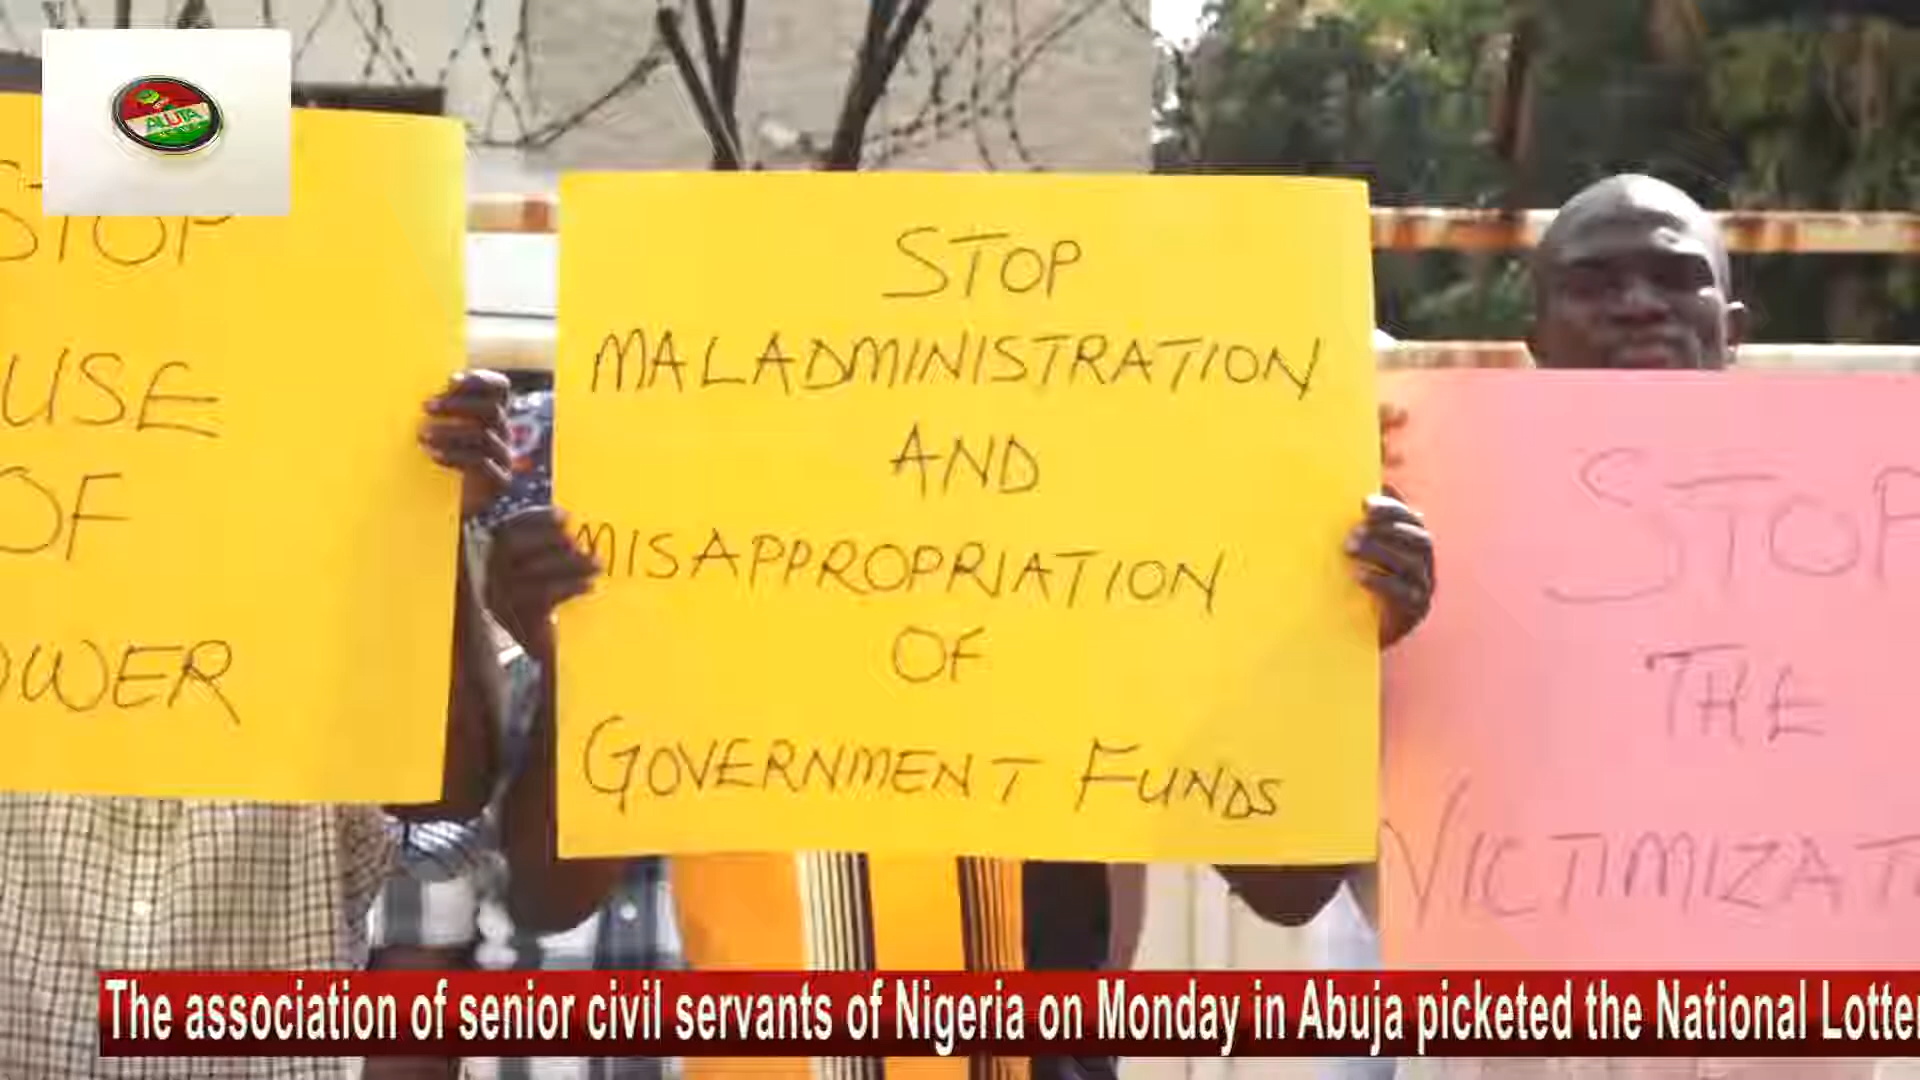 ALUTA
STOP
USE
OF
OWER
STOP
MALADMINISTRATION
AND
MISAPPROPRIATION
OF
GOVERNMENT FUNDS
STOP
THE
VICTIMIZAT
The association of senior civil servants of Nigeria on Monday in Abuja picketed the National Lotter